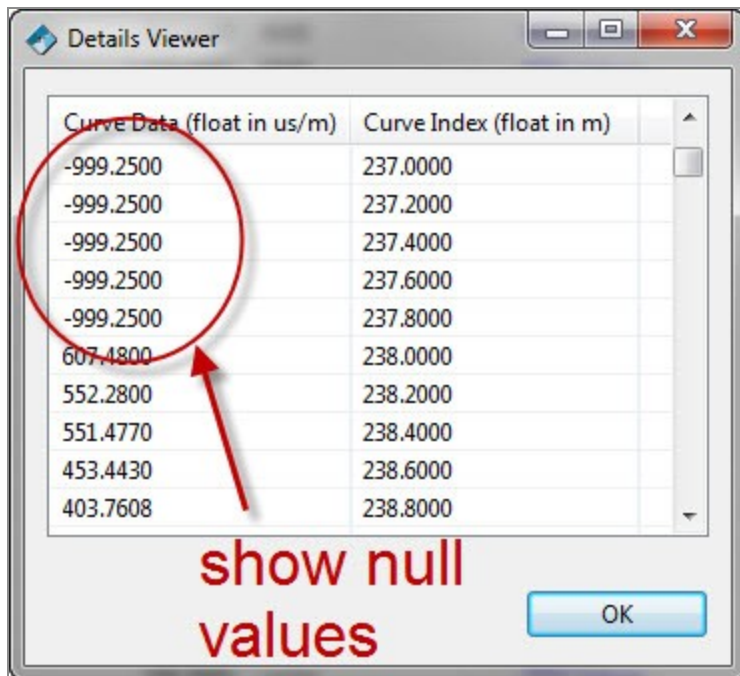 Details Viewer
Curve Data (float in us/m) Curve Index (float in m)
-999.2500 237.0000
-999.2500 237.2000
-999.2500 237.4000
-999.2500 237.6000
-999.2500 237.8000
607.4800 238.0000
552.2800 238.2000
551.4770 238.4000
453.4430 238.6000
403.7608 238.8000
show null
values
OK